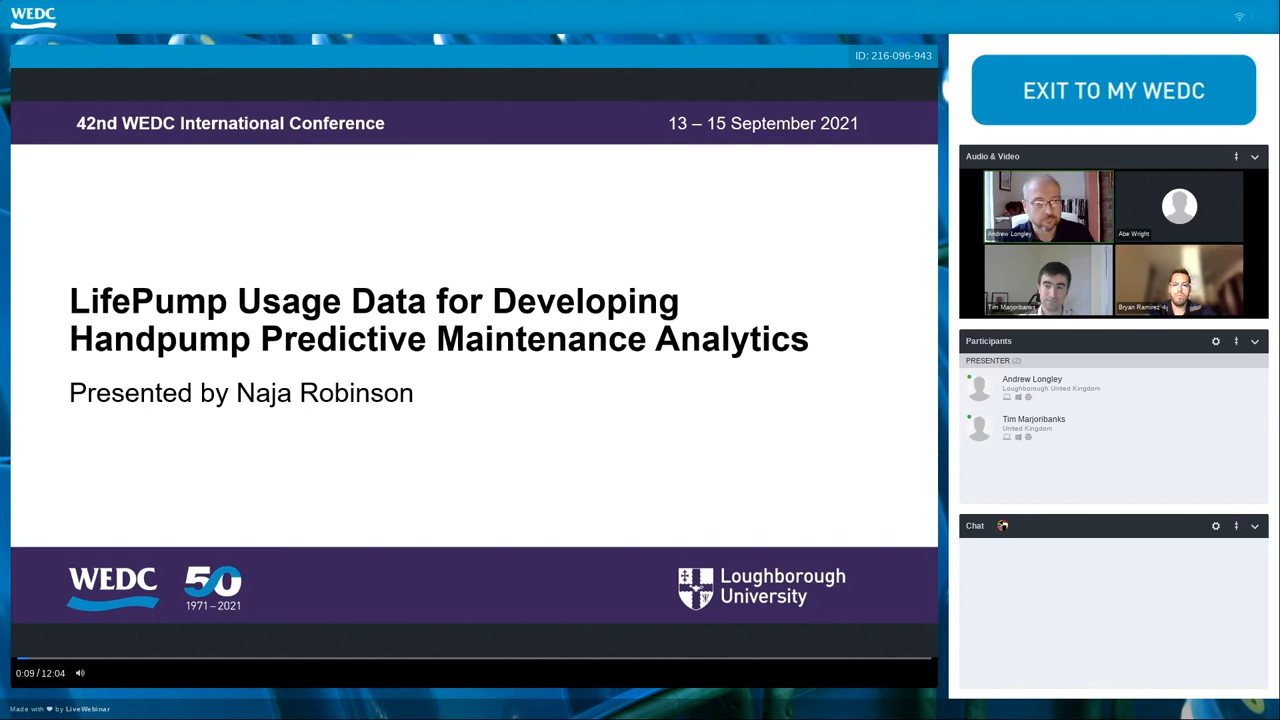 WEDC
ID: 216-096-943
EXIT TO MY WEDC
42nd WEDC International Conference
13 – 15 September 2021
LifePump Usage Data for Developing
Handpump Predictive Maintenance Analytics
Presented by Naja Robinson
WEDC
50
1971–2021
Loughborough
University
0:09 / 12:04
Audio & Video
Andrew Longley
Abe Wright
Tim Marjoribanks
Bryan Ramirez
Participants
PRESENTER (2)
Andrew Longley
Loughborough United Kingdom
Tim Marjoribanks
United Kingdom
Chat
Made with ❤ by LiveWebinar